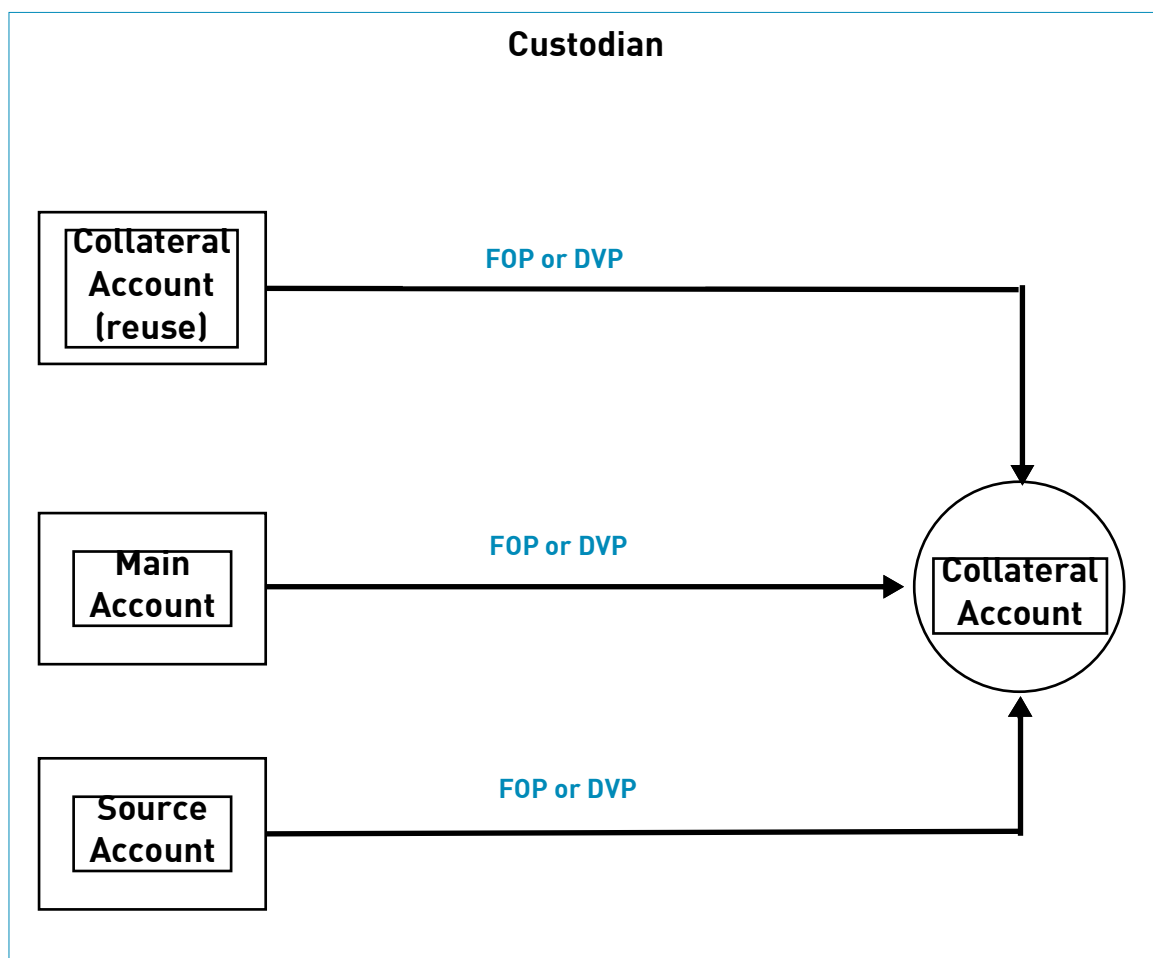 Custodian
Collateral
Account
(reuse)
FOP or DVP
Main
Account
FOP or DVP
Collateral
Account
Source
Account
FOP or DVP